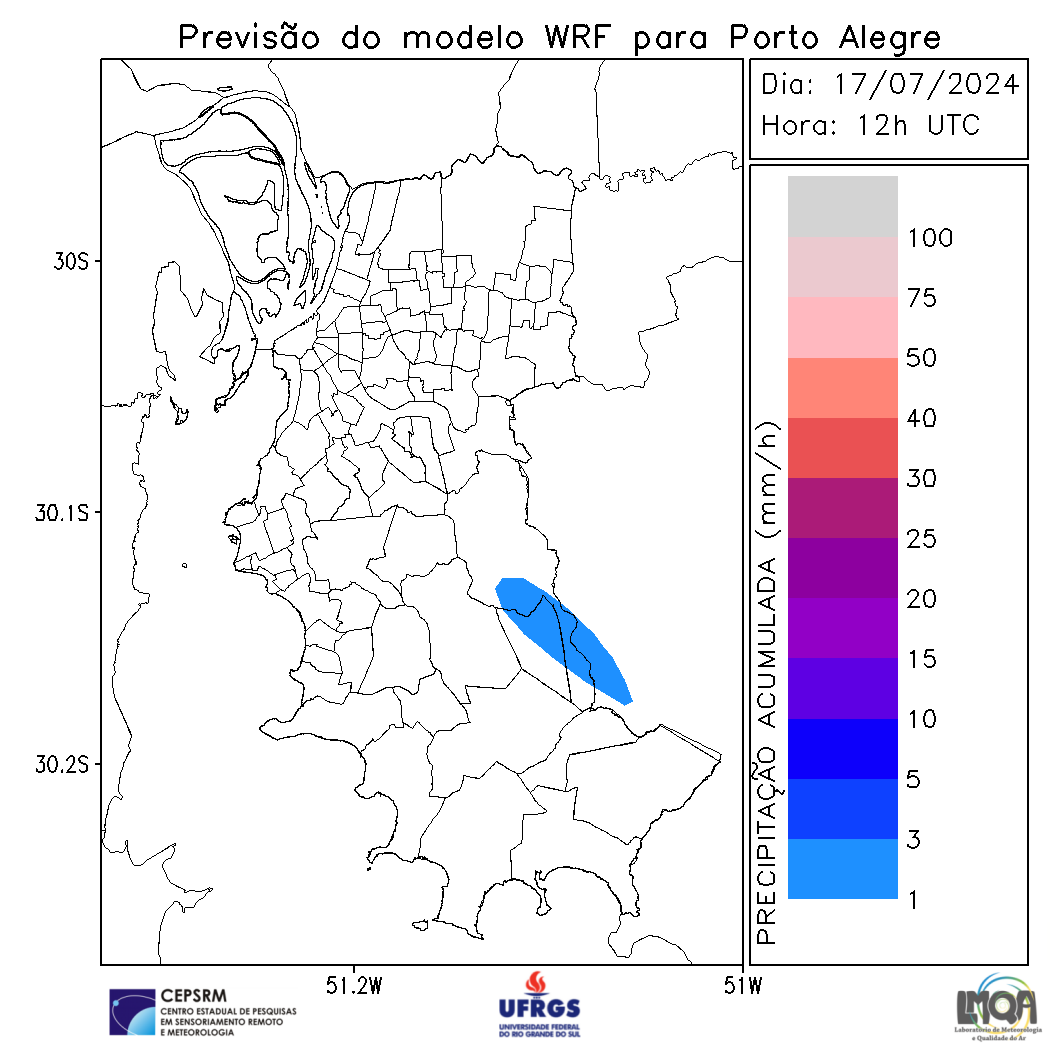 Previsão do modelo WRF para Porto Alegre
Dia: 17/07/2024
Hora: 12h UTC
30S
30.1S
30.2S
51.2W
51W
PRECIPITAÇÃO ACUMULADA (mm/h)
100
75
50
40
30
25
20
15
10
5
3
1
CEPSRM
CENTRO ESTADUAL DE PESQUISAS
EM SENSORIAMENTO REMOTO
E METEOROLOGIA
UFRGS
UNIVERSIDADE FEDERAL
DO RIO GRANDE DO SUL
LMQA
Laboratório de Meteorologia
e Qualidade do Ar